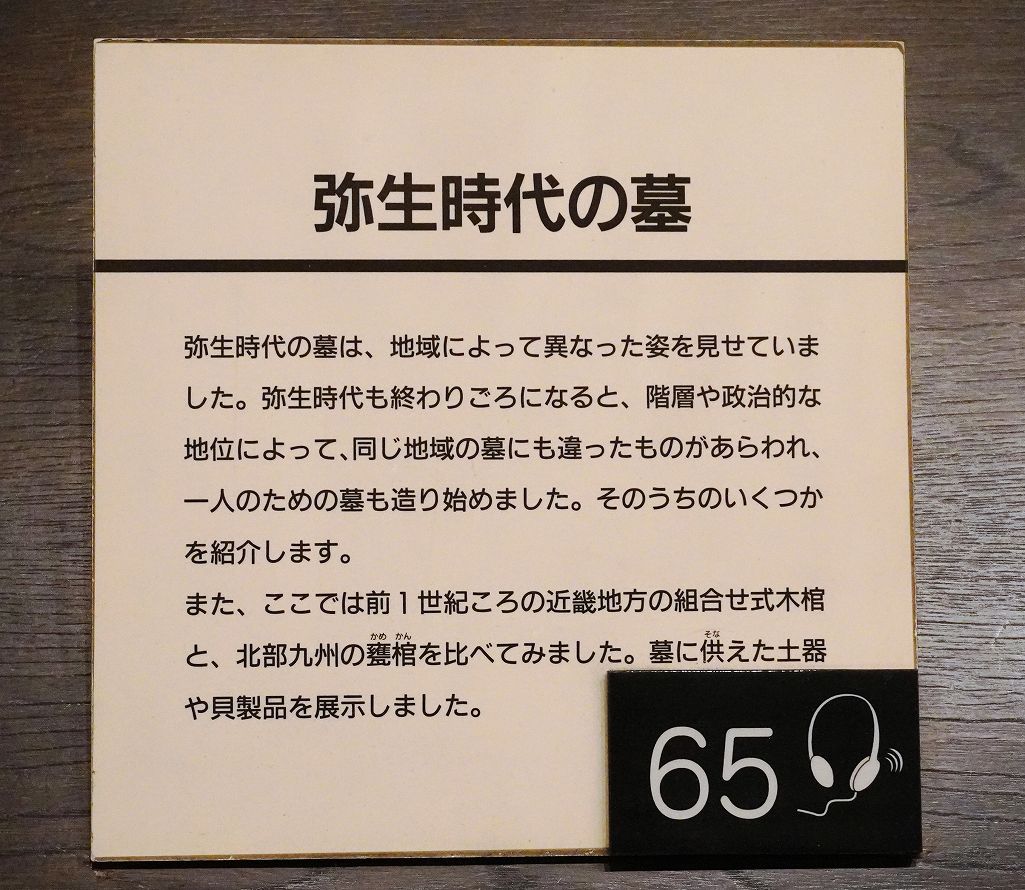 弥生時代の墓
弥生時代の墓は、地域によって異なった姿を見せていま
した。弥生時代も終わりごろになると、階層や政治的な
地位によって、同じ地域の墓にも違ったものがあらわれ、
一人のための墓も造り始めました。そのうちのいくつか
を紹介します。
また、ここでは前1世紀ころの近畿地方の組合せ式木棺
かめ かん そな
と、北部九州の甕棺を比べてみました。墓に供えた土器
や貝製品を展示しました。
65